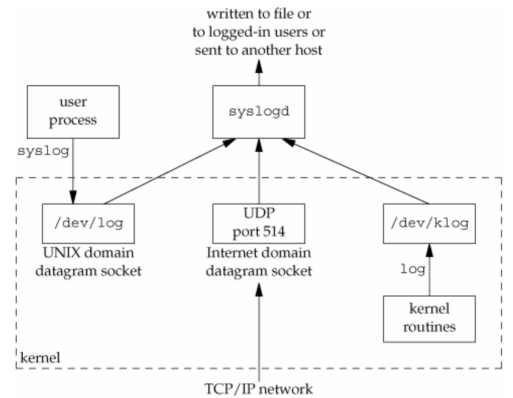 written to file or
to logged-in users or
sent to another host
user
process
syslogd
syslog
/dev/log
UDP
port 514
/dev/klog
UNIX domain
datagram socket
Internet domain
datagram socket
log
kernel
routines
kernel
TCP/IP network